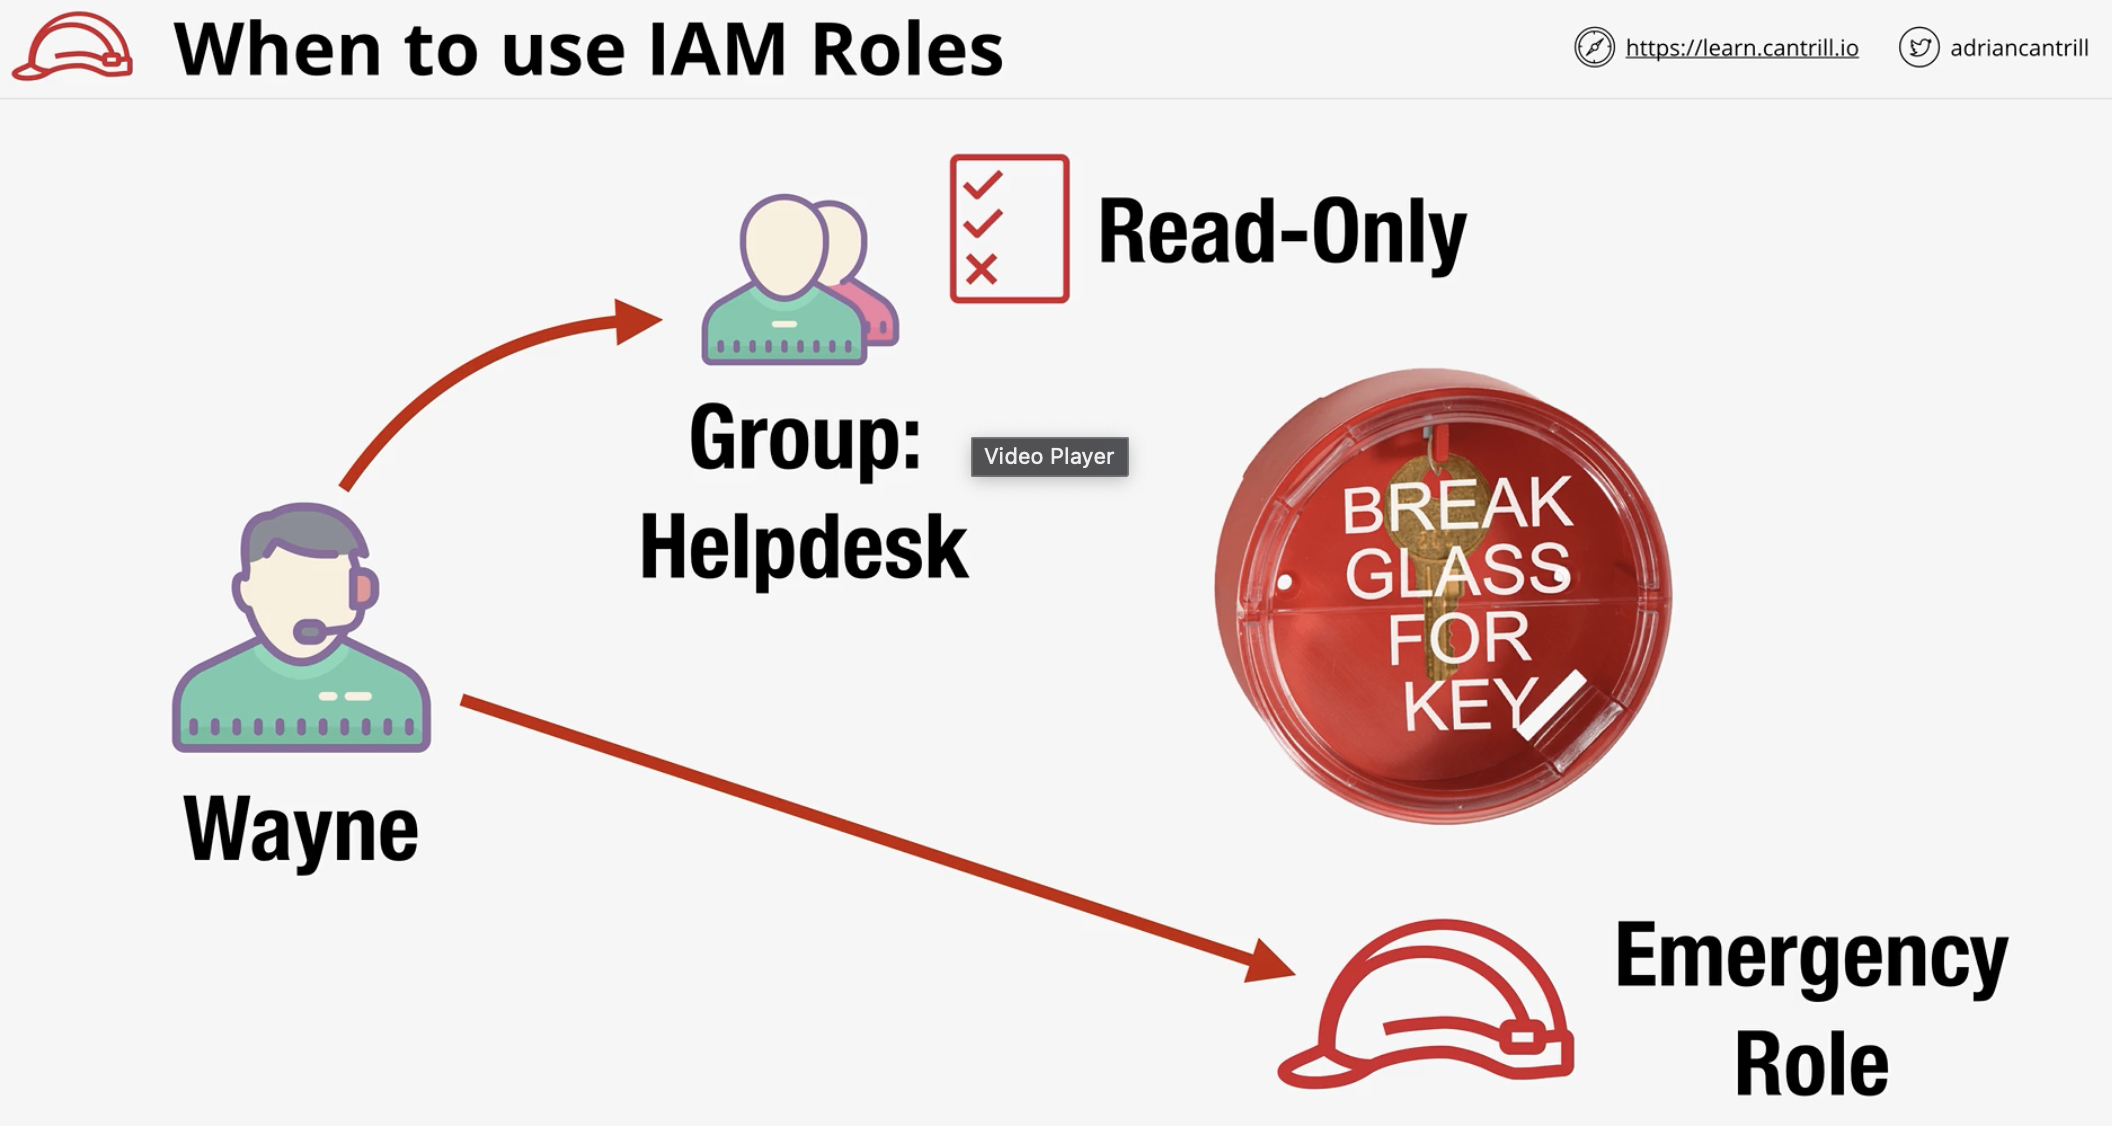 When to use IAM Roles
https://learn.cantrill.io
adriancantrill
Read-Only
Group:
Helpdesk
Video Player
BREAK
GLASS
FOR
KEY
Wayne
Emergency
Role